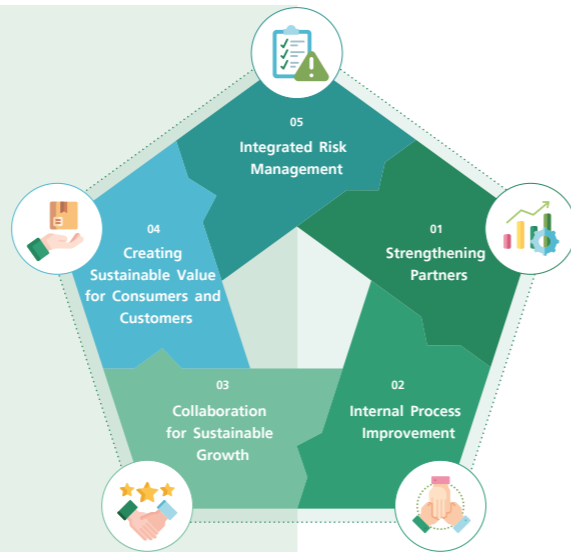 05
Integrated Risk
Management
04
Creating
Sustainable Value
for Consumers and
Customers
01
Strengthening
Partners
03
Collaboration
for Sustainable
Growth
02
Internal Process
Improvement